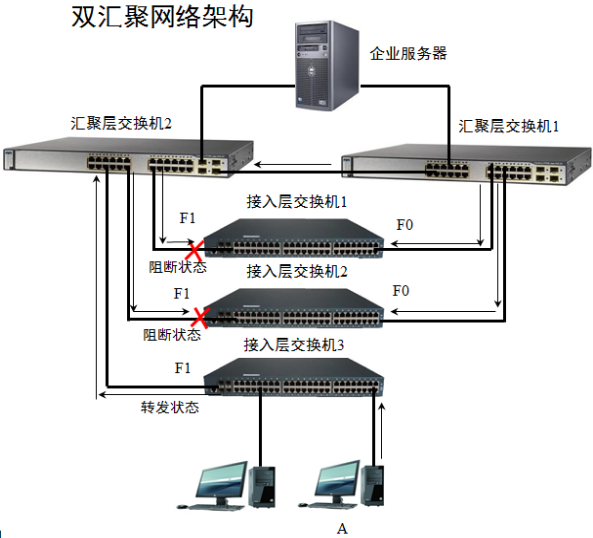 双汇聚网络架构
企业服务器
汇聚层交换机2
汇聚层交换机1
接入层交换机1
F1
F0
阻断状态
接入层交换机2
F1
F0
阻断状态
接入层交换机3
F1
转发状态
A